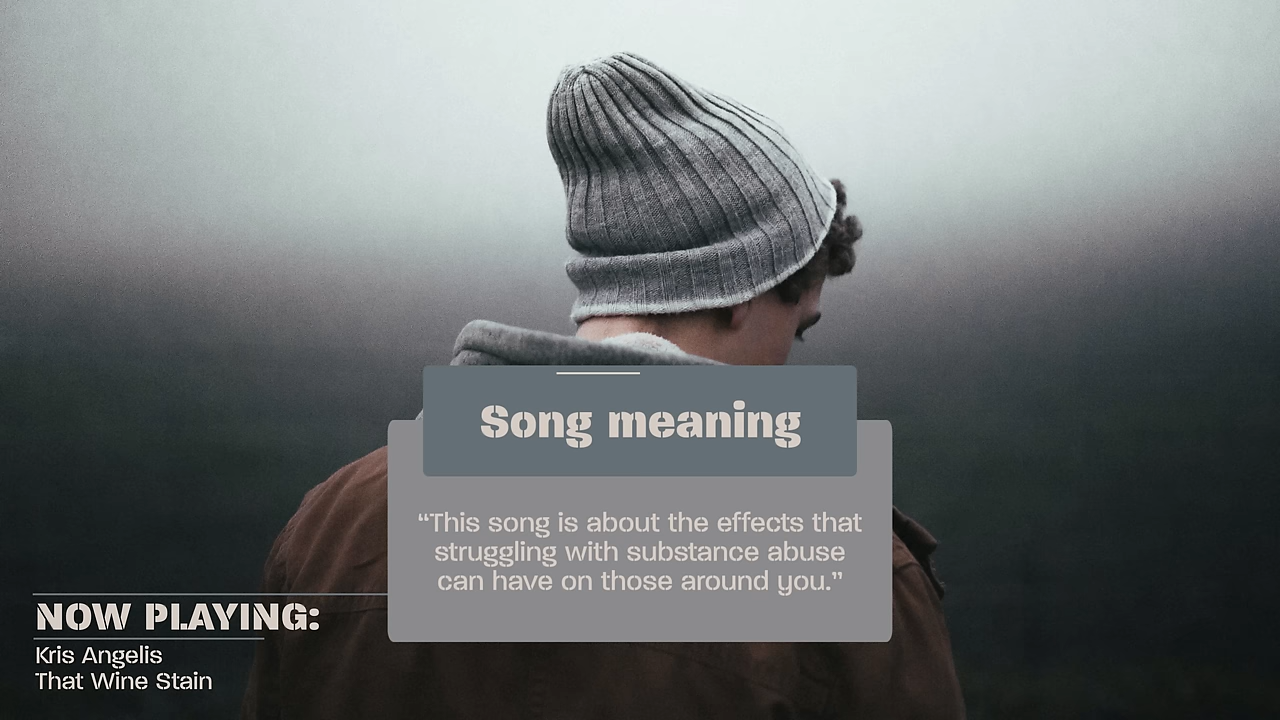 Song meaning
“This song is about the effects that
struggling with substance abuse
can have on those around you.”
NOW PLAYING:
Kris Angelis
That Wine Stain